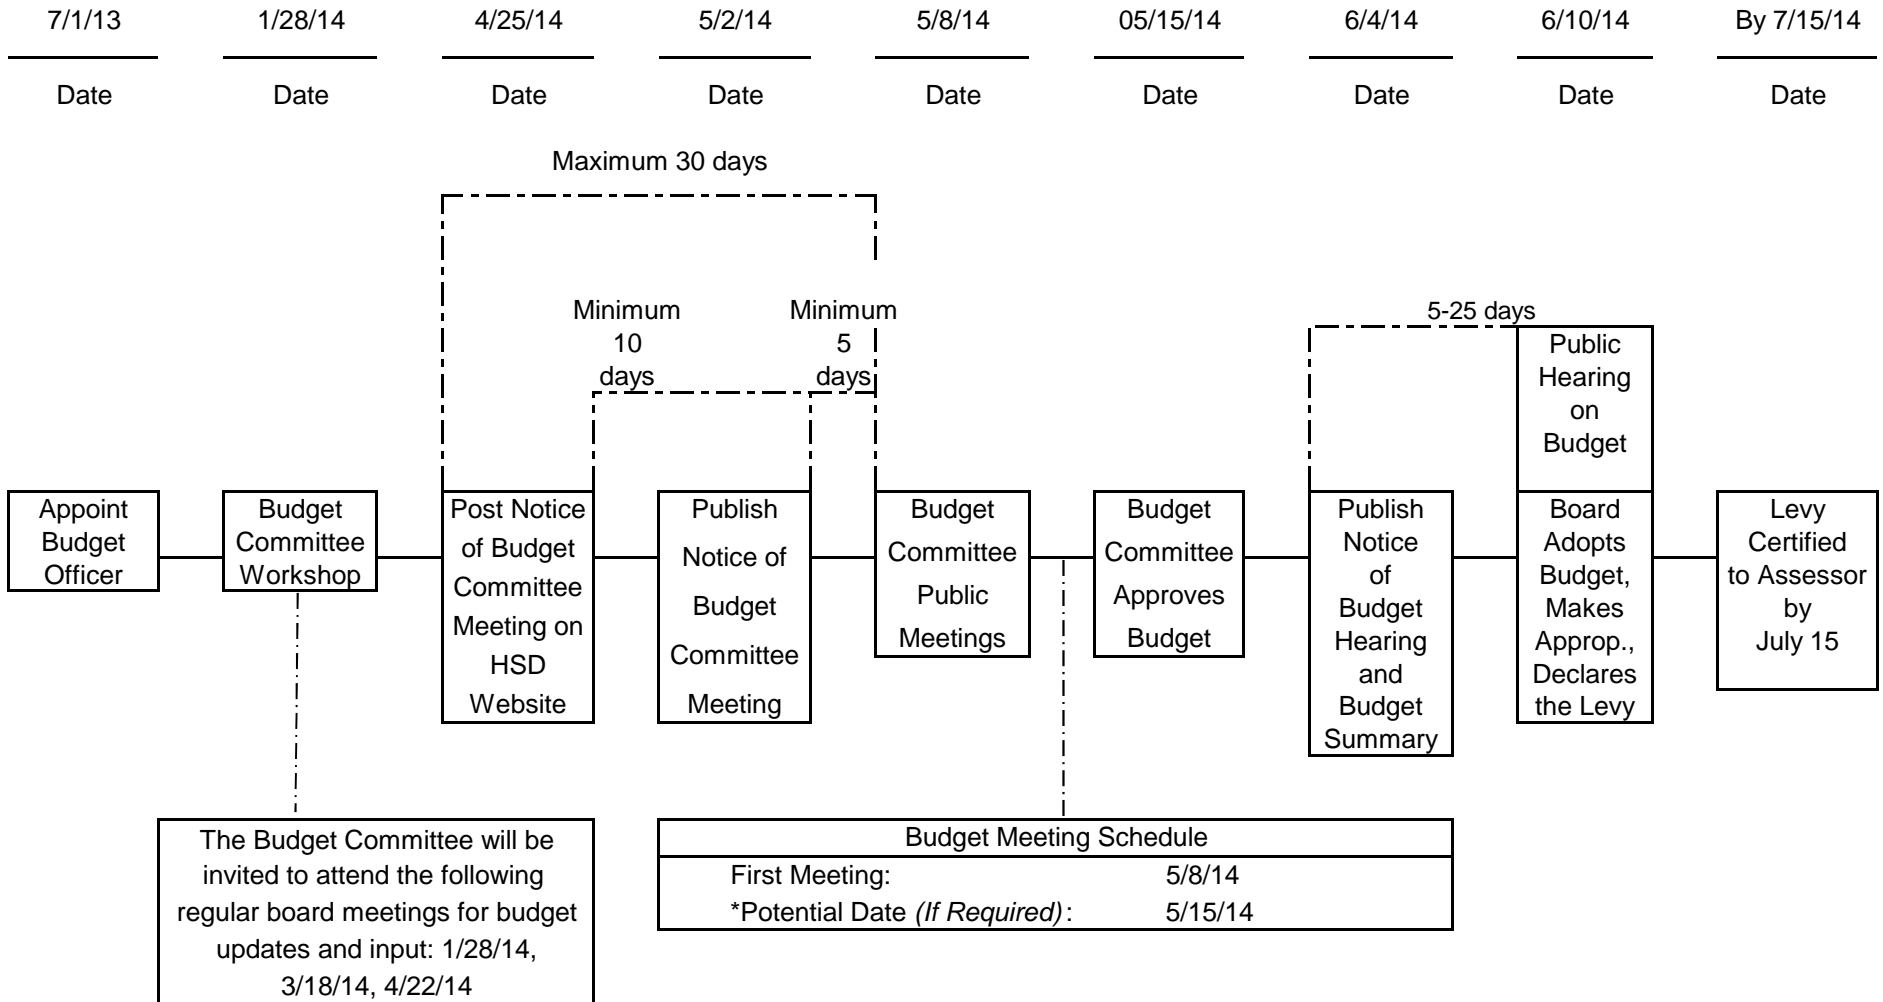 7/1/13 1/28/14 4/25/14 5/2/14 5/8/14 05/15/14 6/4/14 6/10/14 By 7/15/14
Date Date Date Date Date Date Date Date Date
Maximum 30 days
Minimum
10
days
Minimum
5
days
5-25 days
Public
Hearing
on
Budget
Appoint
Budget
Officer
Budget
Committee
Workshop
Post Notice
of Budget
Committee
Meeting on
HSD
Website
Publish
Notice of
Budget
Committee
Meeting
Budget
Committee
Public
Meetings
Budget
Committee
Approves
Budget
Publish
Notice
of
Budget
Hearing
and
Budget
Summary
Board
Adopts
Budget,
Makes
Approp.,
Declares
the Levy
Levy
Certified
to Assessor
by
July 15
The Budget Committee will be
invited to attend the following
regular board meetings for budget
updates and input: 1/28/14,
3/18/14, 4/22/14
Budget Meeting Schedule
First Meeting: 5/8/14
*Potential Date (If Required): 5/15/14